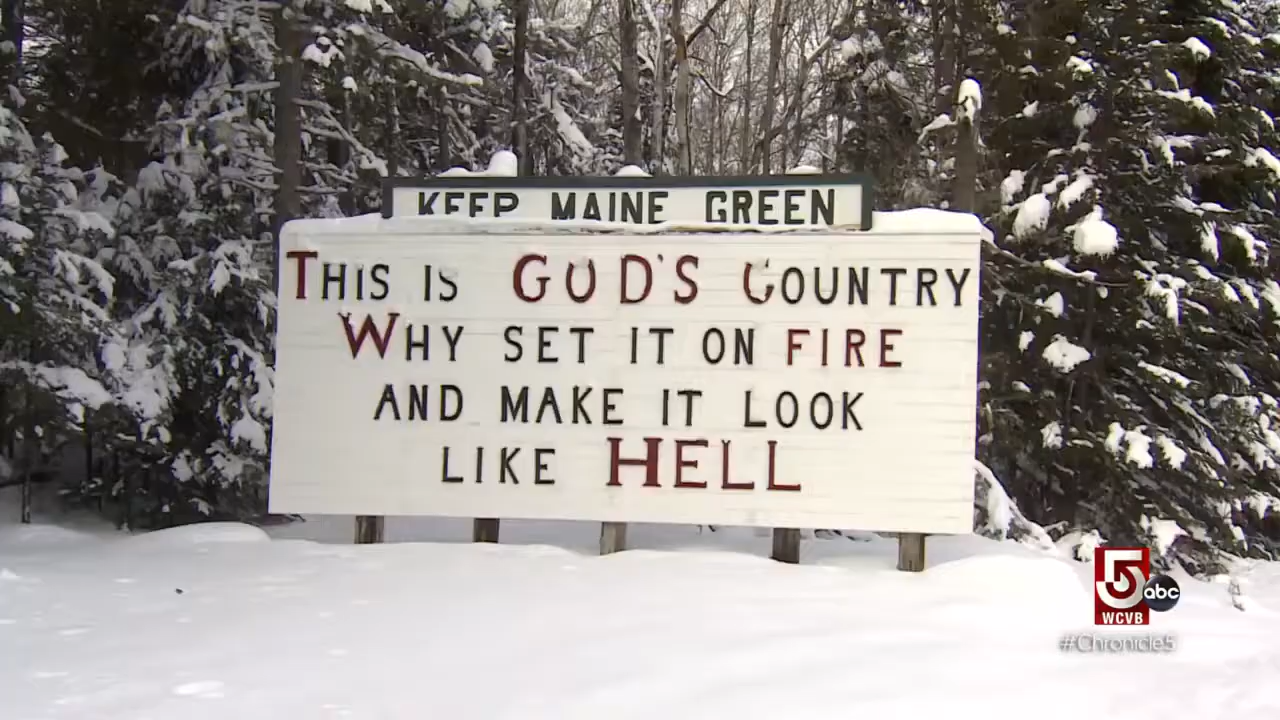 KEEP MAINE GREEN
THIS IS GOD'S COUNTRY
WHY SET IT ON FIRE
AND MAKE IT LOOK
LIKE HELL
5 abc
WCVB
#Chronicle5